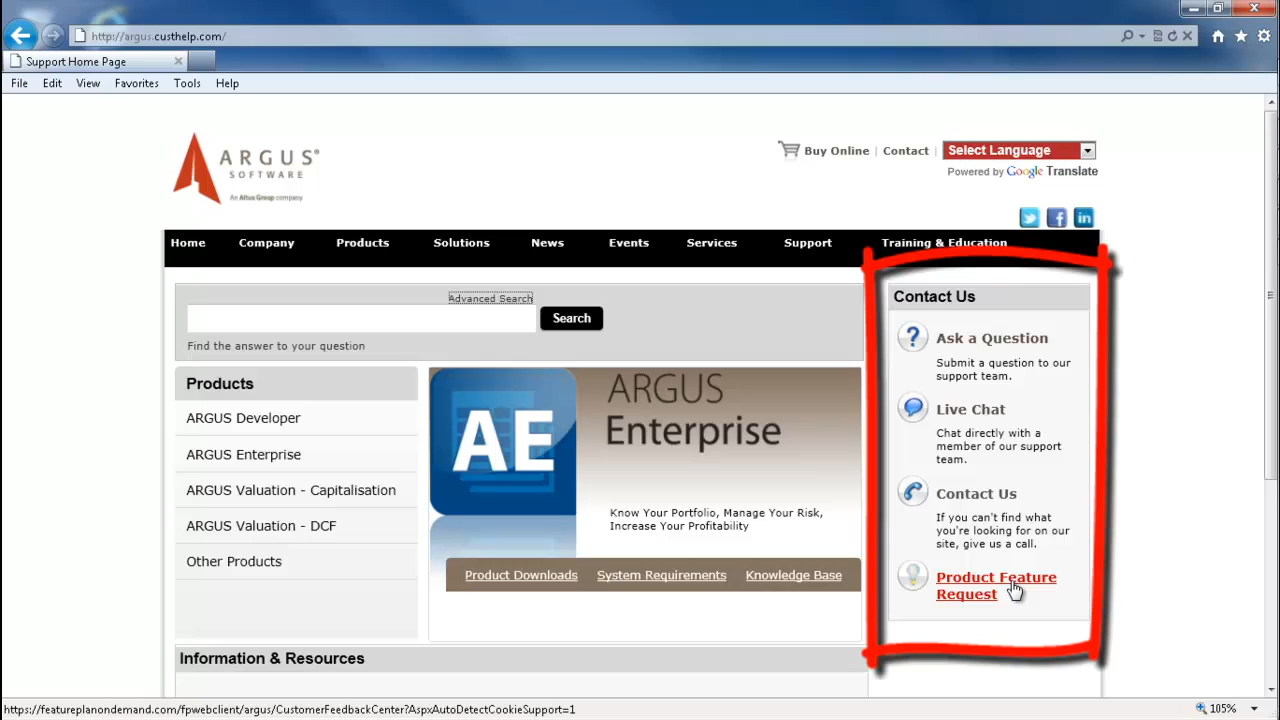 http://argus.custhelp.com/
Support Home Page
File Edit View Favorites Tools Help
ARGUS®
SOFTWARE
An Altus Group company
Buy Online | Contact | Select Language
Powered by Google Translate
Home Company Products Solutions News Events Services Support Training & Education
Advanced Search
Search
Find the answer to your question
Products
ARGUS Developer
ARGUS Enterprise
ARGUS Valuation - Capitalisation
ARGUS Valuation - DCF
Other Products
AE
ARGUS
Enterprise
Know Your Portfolio, Manage Your Risk,
Increase Your Profitability
Product Downloads System Requirements Knowledge Base
Contact Us
Ask a Question
Submit a question to our
support team.
Live Chat
Chat directly with a
member of our support
team.
Contact Us
If you can't find what
you're looking for on our
site, give us a call.
Product Feature
Request
Information & Resources
https://featureplanondemand.com/fpwebclient/argus/CustomerFeedbackCenter?AspxAutoDetectCookieSupport=1
105%